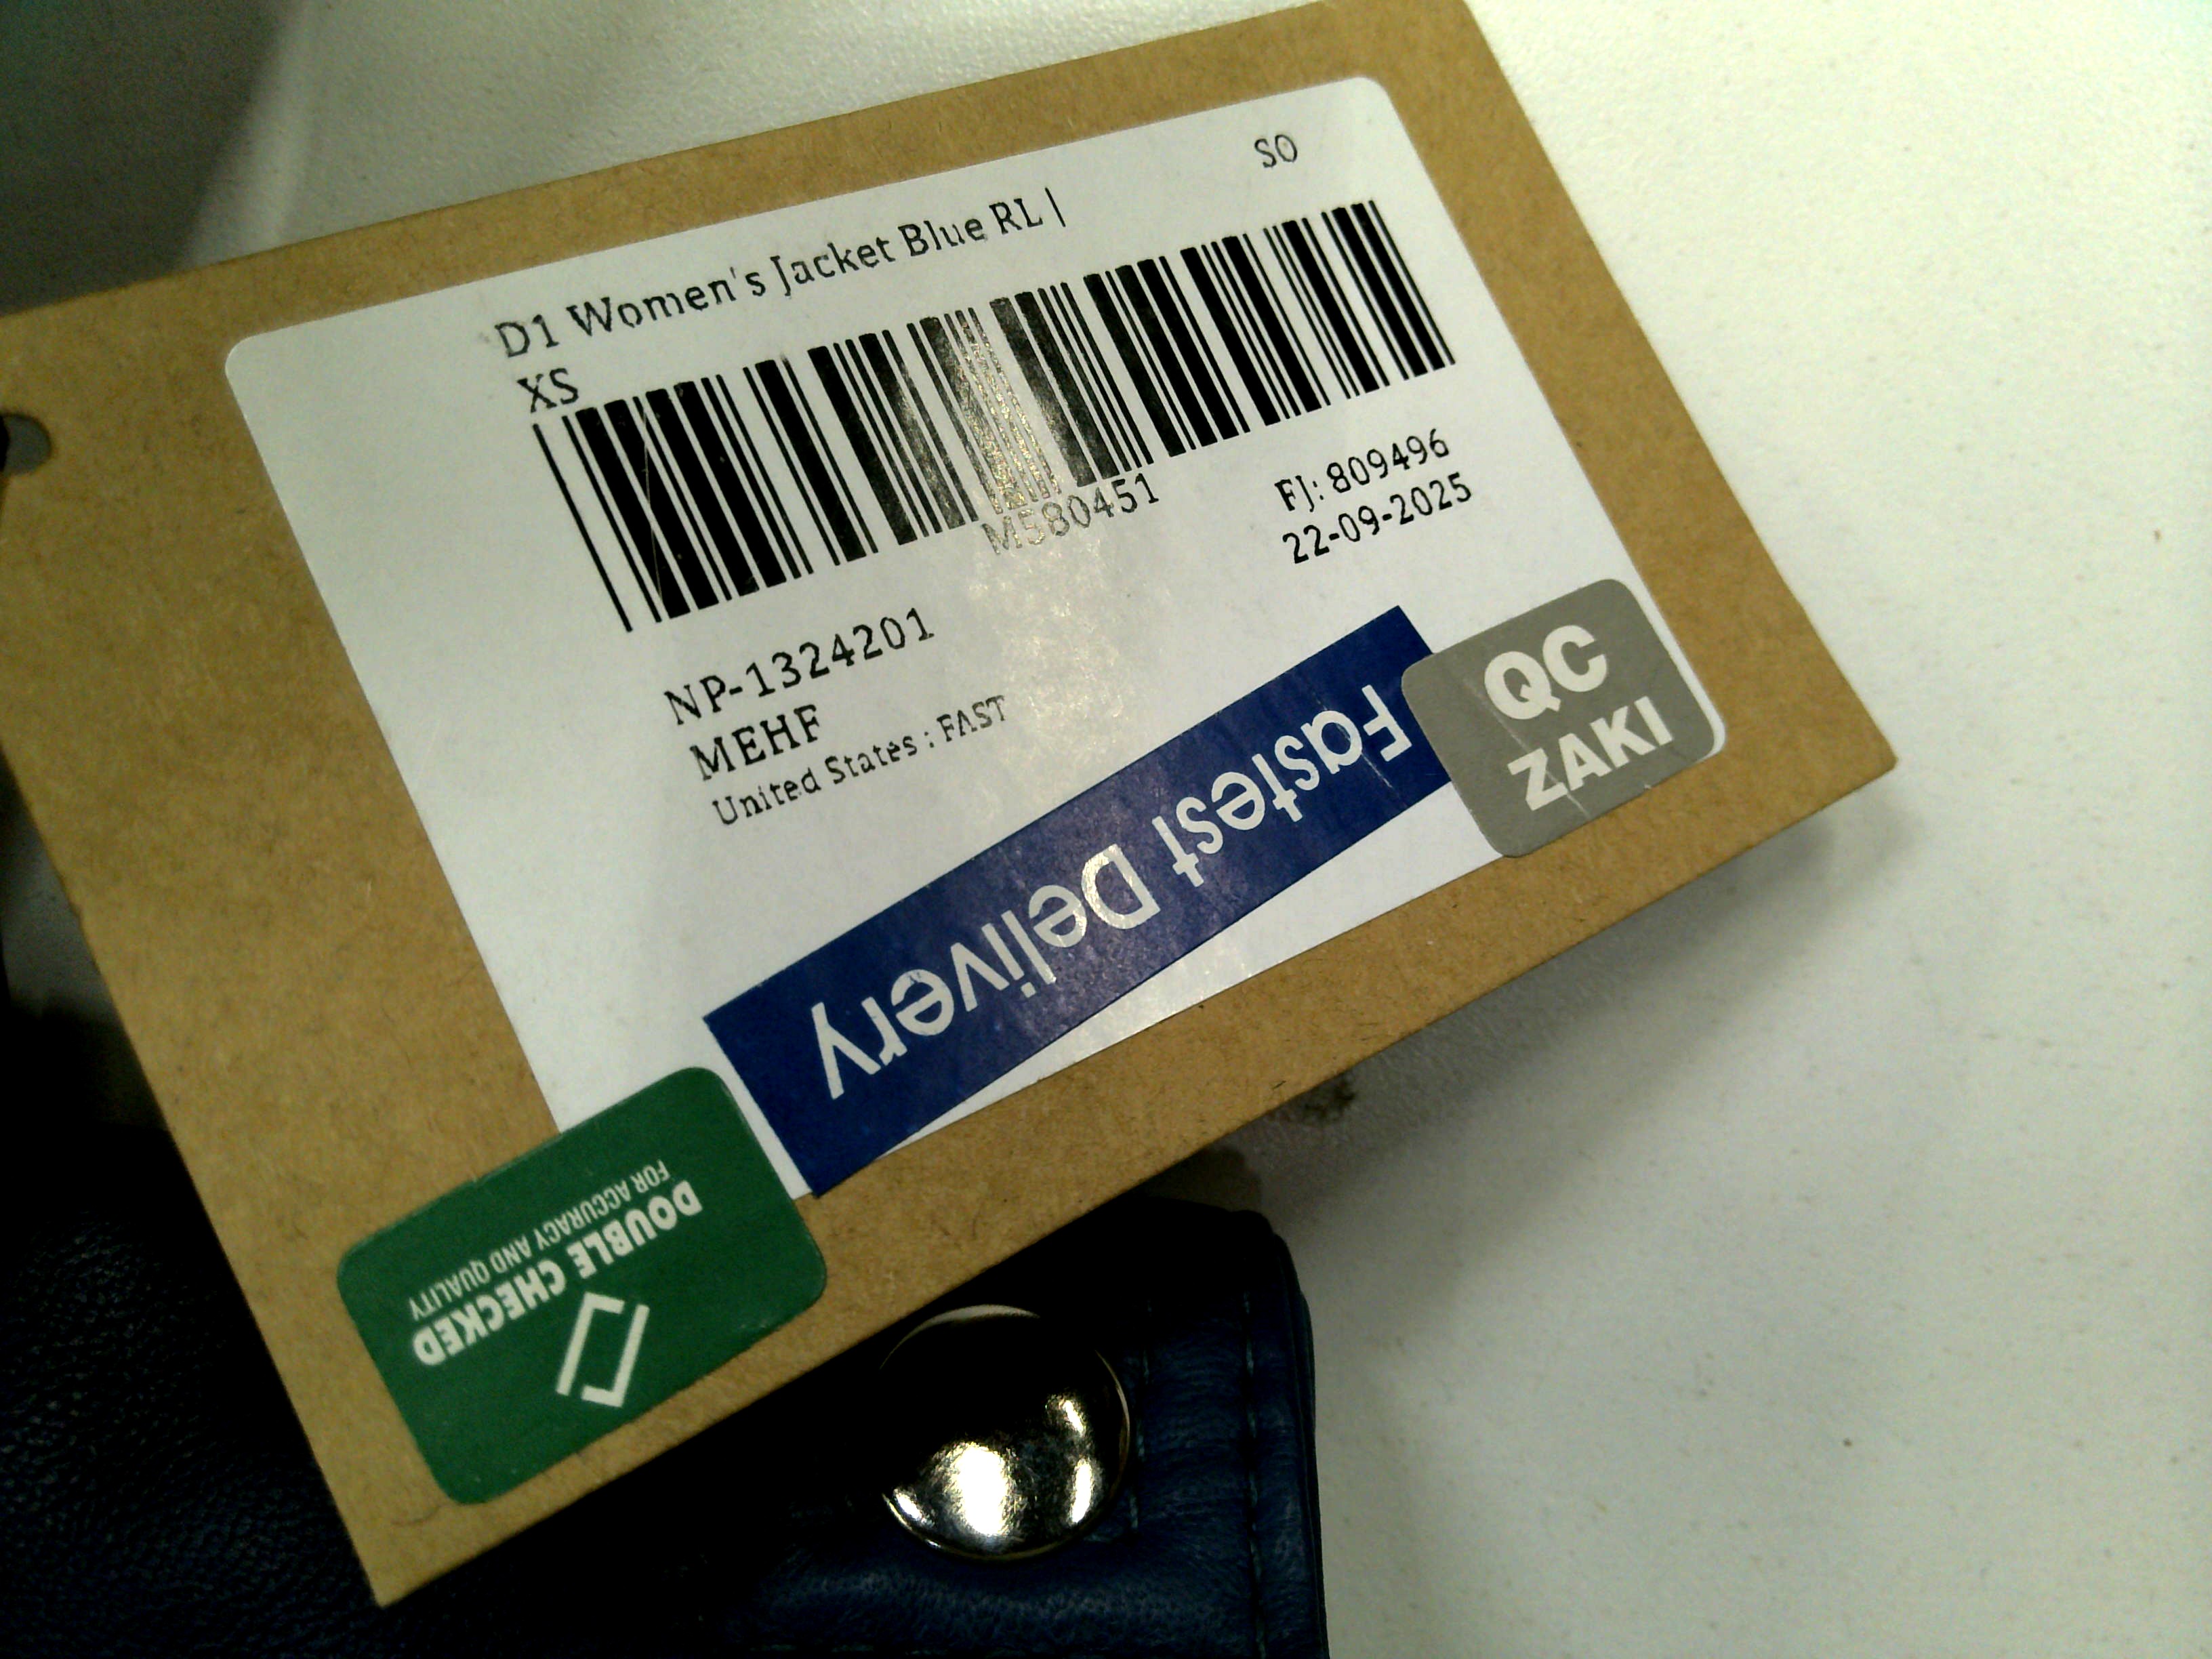 SO
D1 Women's Jacket Blue RL |
XS
M580451
FJ: 809496
22-09-2025
NP-1324201
MEHF
United States : FAST
Fastest Delivery
QC
ZAKI
DOUBLE CHECKED
FOR ACCURACY AND QUALITY